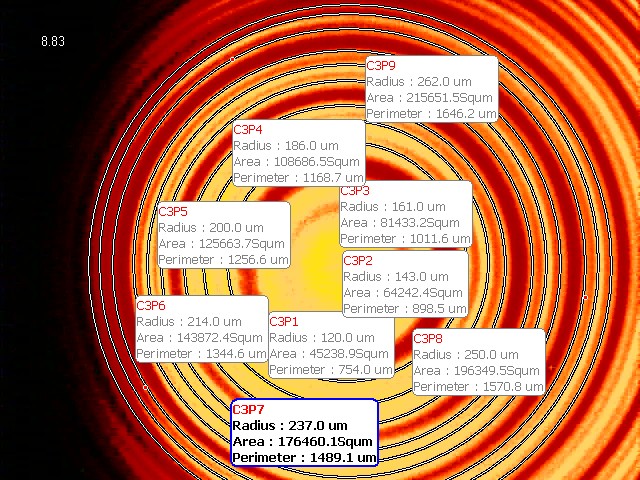 8.83
C3P9
Radius : 262.0 um
Area : 215651.5Squm
Perimeter : 1646.2 um
C3P4
Radius : 186.0 um
Area : 108686.5Squm
Perimeter : 1168.7 um
C3P3
Radius : 161.0 um
Area : 81433.2Squm
Perimeter : 1011.6 um
C3P5
Radius : 200.0 um
Area : 125663.7Squm
Perimeter : 1256.6 um
C3P2
Radius : 143.0 um
Area : 64242.4Squm
Perimeter : 898.5 um
C3P6
Radius : 214.0 um
Area : 143872.4Squm
Perimeter : 1344.6 um
C3P1
Radius : 120.0 um
Area : 45238.9Squm
Perimeter : 754.0 um
C3P8
Radius : 250.0 um
Area : 196349.5Squm
Perimeter : 1570.8 um
C3P7
Radius : 237.0 um
Area : 176460.1Squm
Perimeter : 1489.1 um